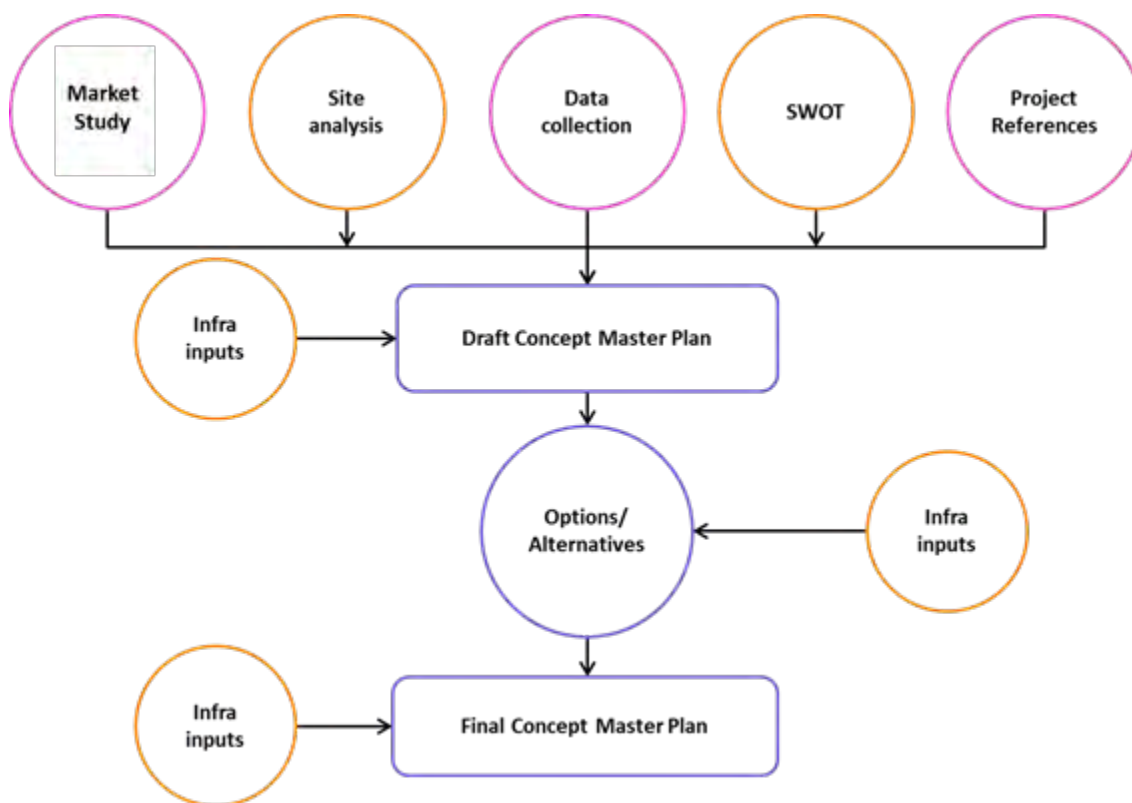 Market
Study
Site
analysis
Data
collection
SWOT
Project
References
Infra
inputs
Draft Concept Master Plan
Options/
Alternatives
Infra
inputs
Infra
inputs
Final Concept Master Plan